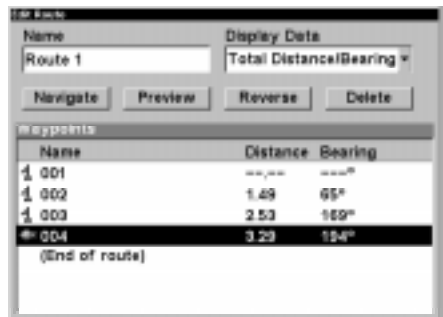 Edit Route
Name Display Data
Route 1 Total Distance/Bearing
Navigate Preview Reverse Delete
Waypoints
Name Distance Bearing
001 --.-- ---°
002 1.49 65°
003 2.53 169°
004 3.29 194°
(End of route)